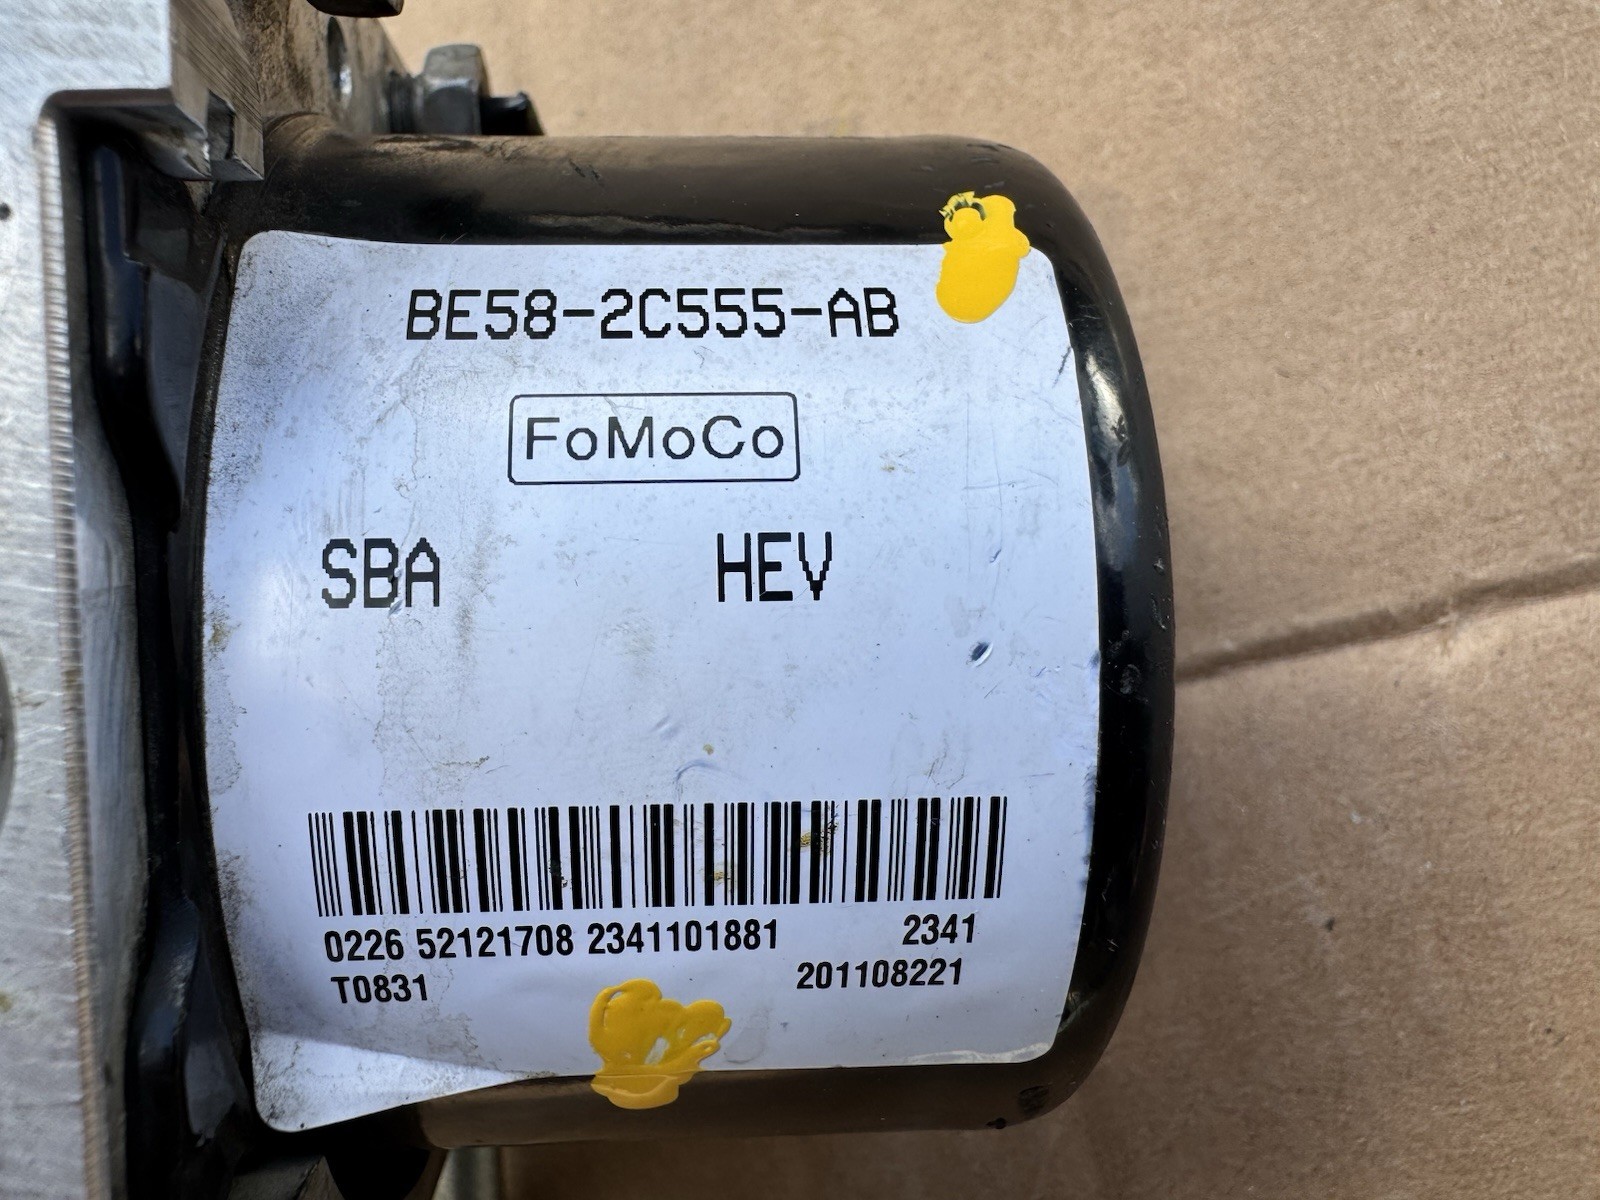 BE58-2C555-AB
FoMoCo
SBA HEV
0226 52121708 2341101881 2341
T0831 201108221